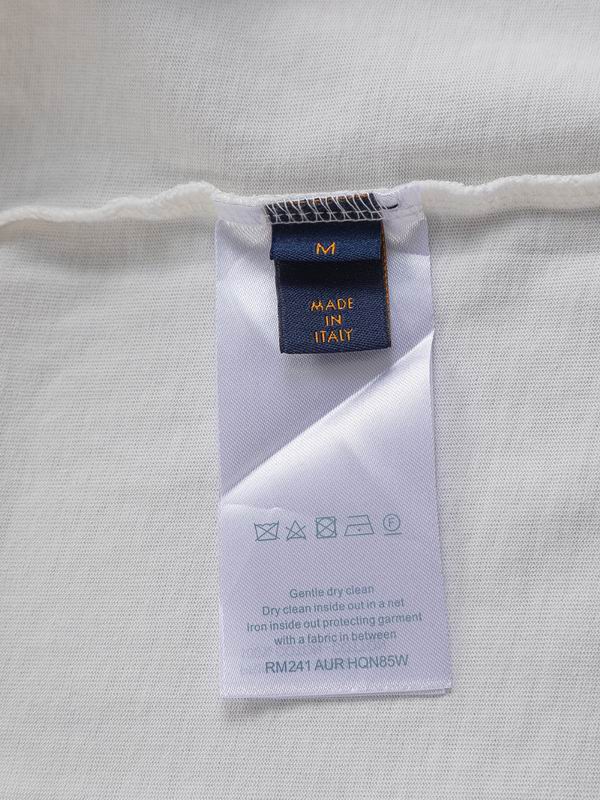 M
MADE
IN
ITALY
F
Gentle dry clean
Dry clean inside out in a net
Iron inside out protecting garment
with a fabric in between
RM241 AUR HQN85W